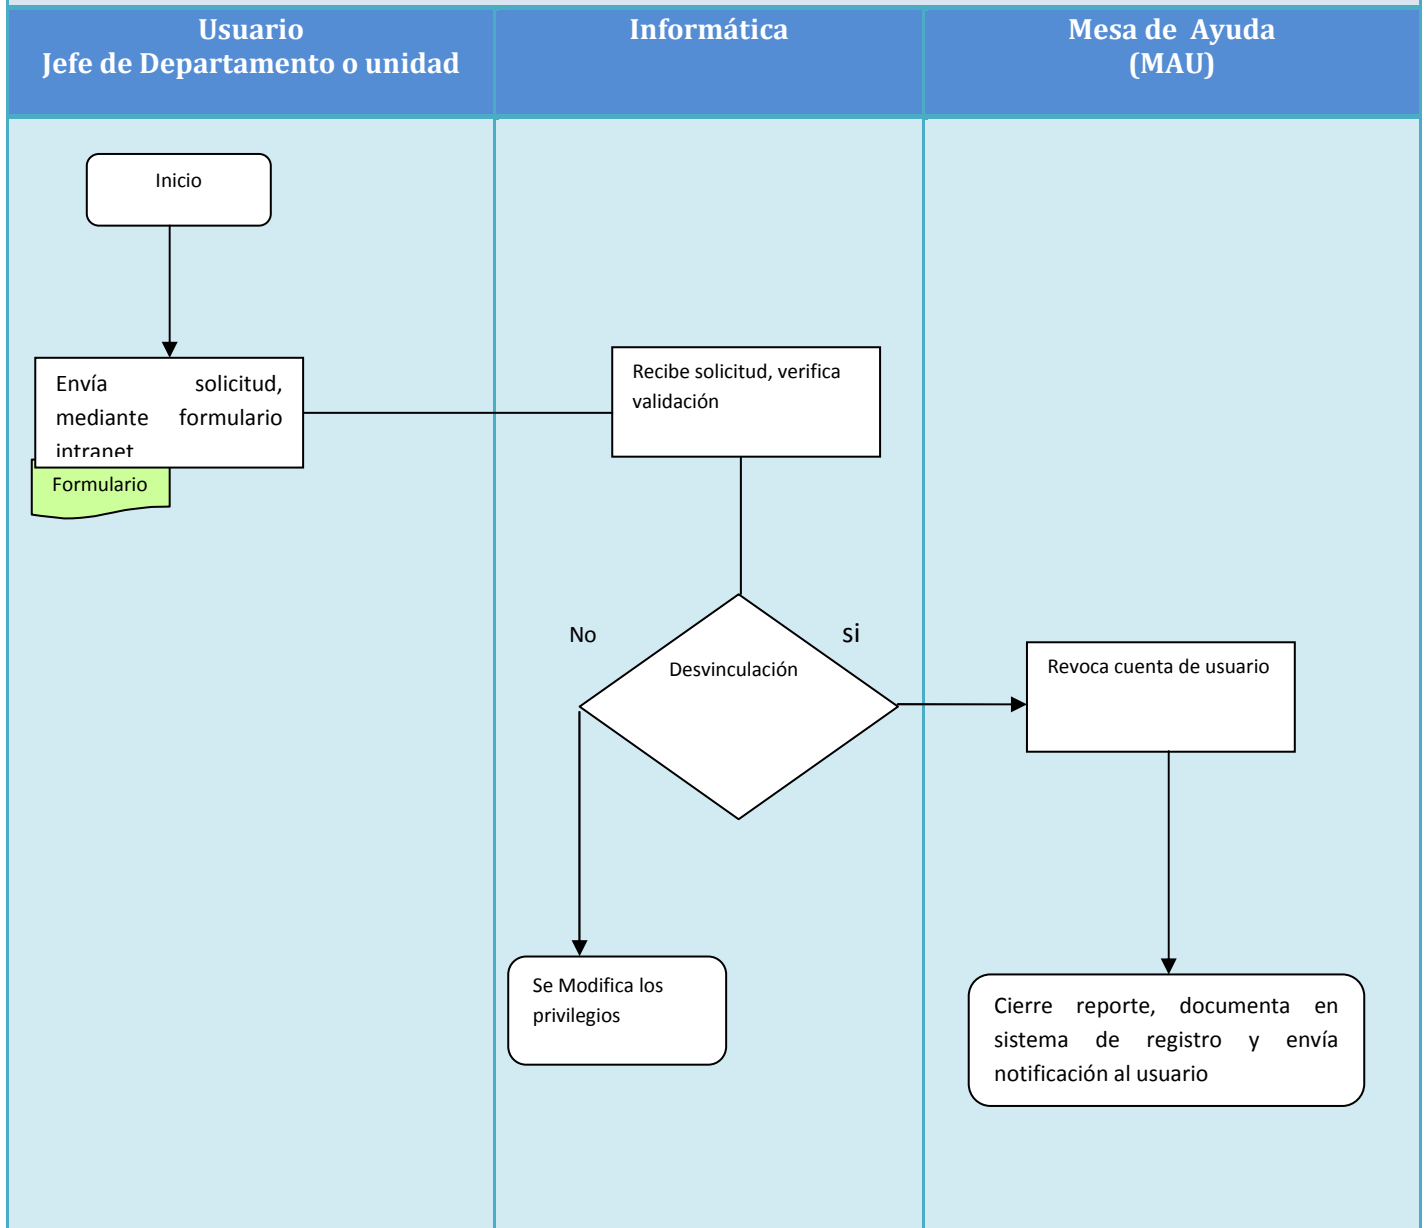 Usuario
Jefe de Departamento o unidad
Informática
Mesa de Ayuda
(MAU)
Inicio
Envía solicitud,
mediante formulario
intranet
Formulario
Recibe solicitud, verifica
validación
No
si
Desvinculación
Revoca cuenta de usuario
Se Modifica los
privilegios
Cierre reporte, documenta en
sistema de registro y envía
notificación al usuario